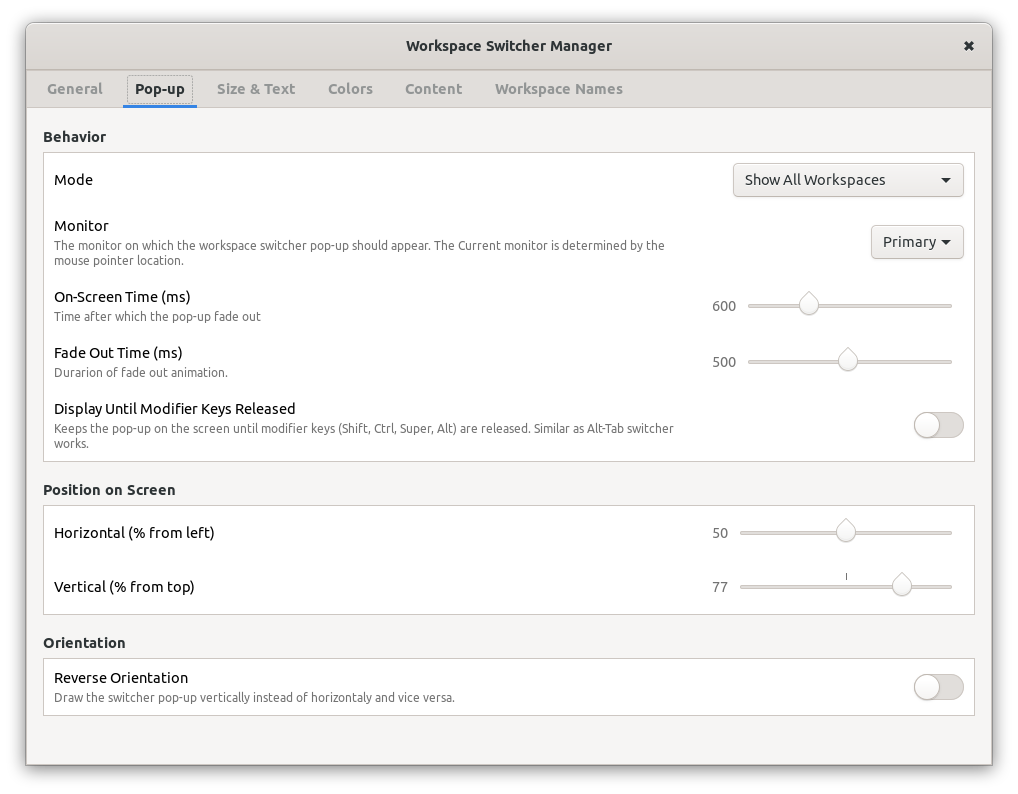 Workspace Switcher Manager
General Pop-up Size & Text Colors Content Workspace Names
Behavior
Mode Show All Workspaces
Monitor
The monitor on which the workspace switcher pop-up should appear. The Current monitor is determined by the
mouse pointer location.
Primary
On-Screen Time (ms)
Time after which the pop-up fade out
600
Fade Out Time (ms)
Durarion of fade out animation.
500
Display Until Modifier Keys Released
Keeps the pop-up on the screen until modifier keys (Shift, Ctrl, Super, Alt) are released. Similar as Alt-Tab switcher
works.
Position on Screen
Horizontal (% from left) 50
Vertical (% from top) 77
Orientation
Reverse Orientation
Draw the switcher pop-up vertically instead of horizontaly and vice versa.